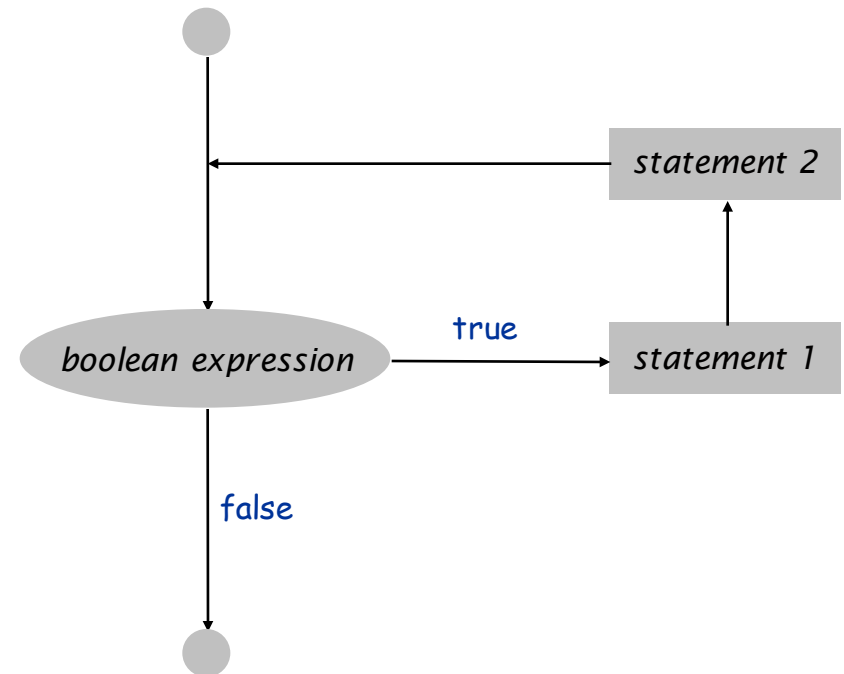 statement 2
true
boolean expression
statement 1
false